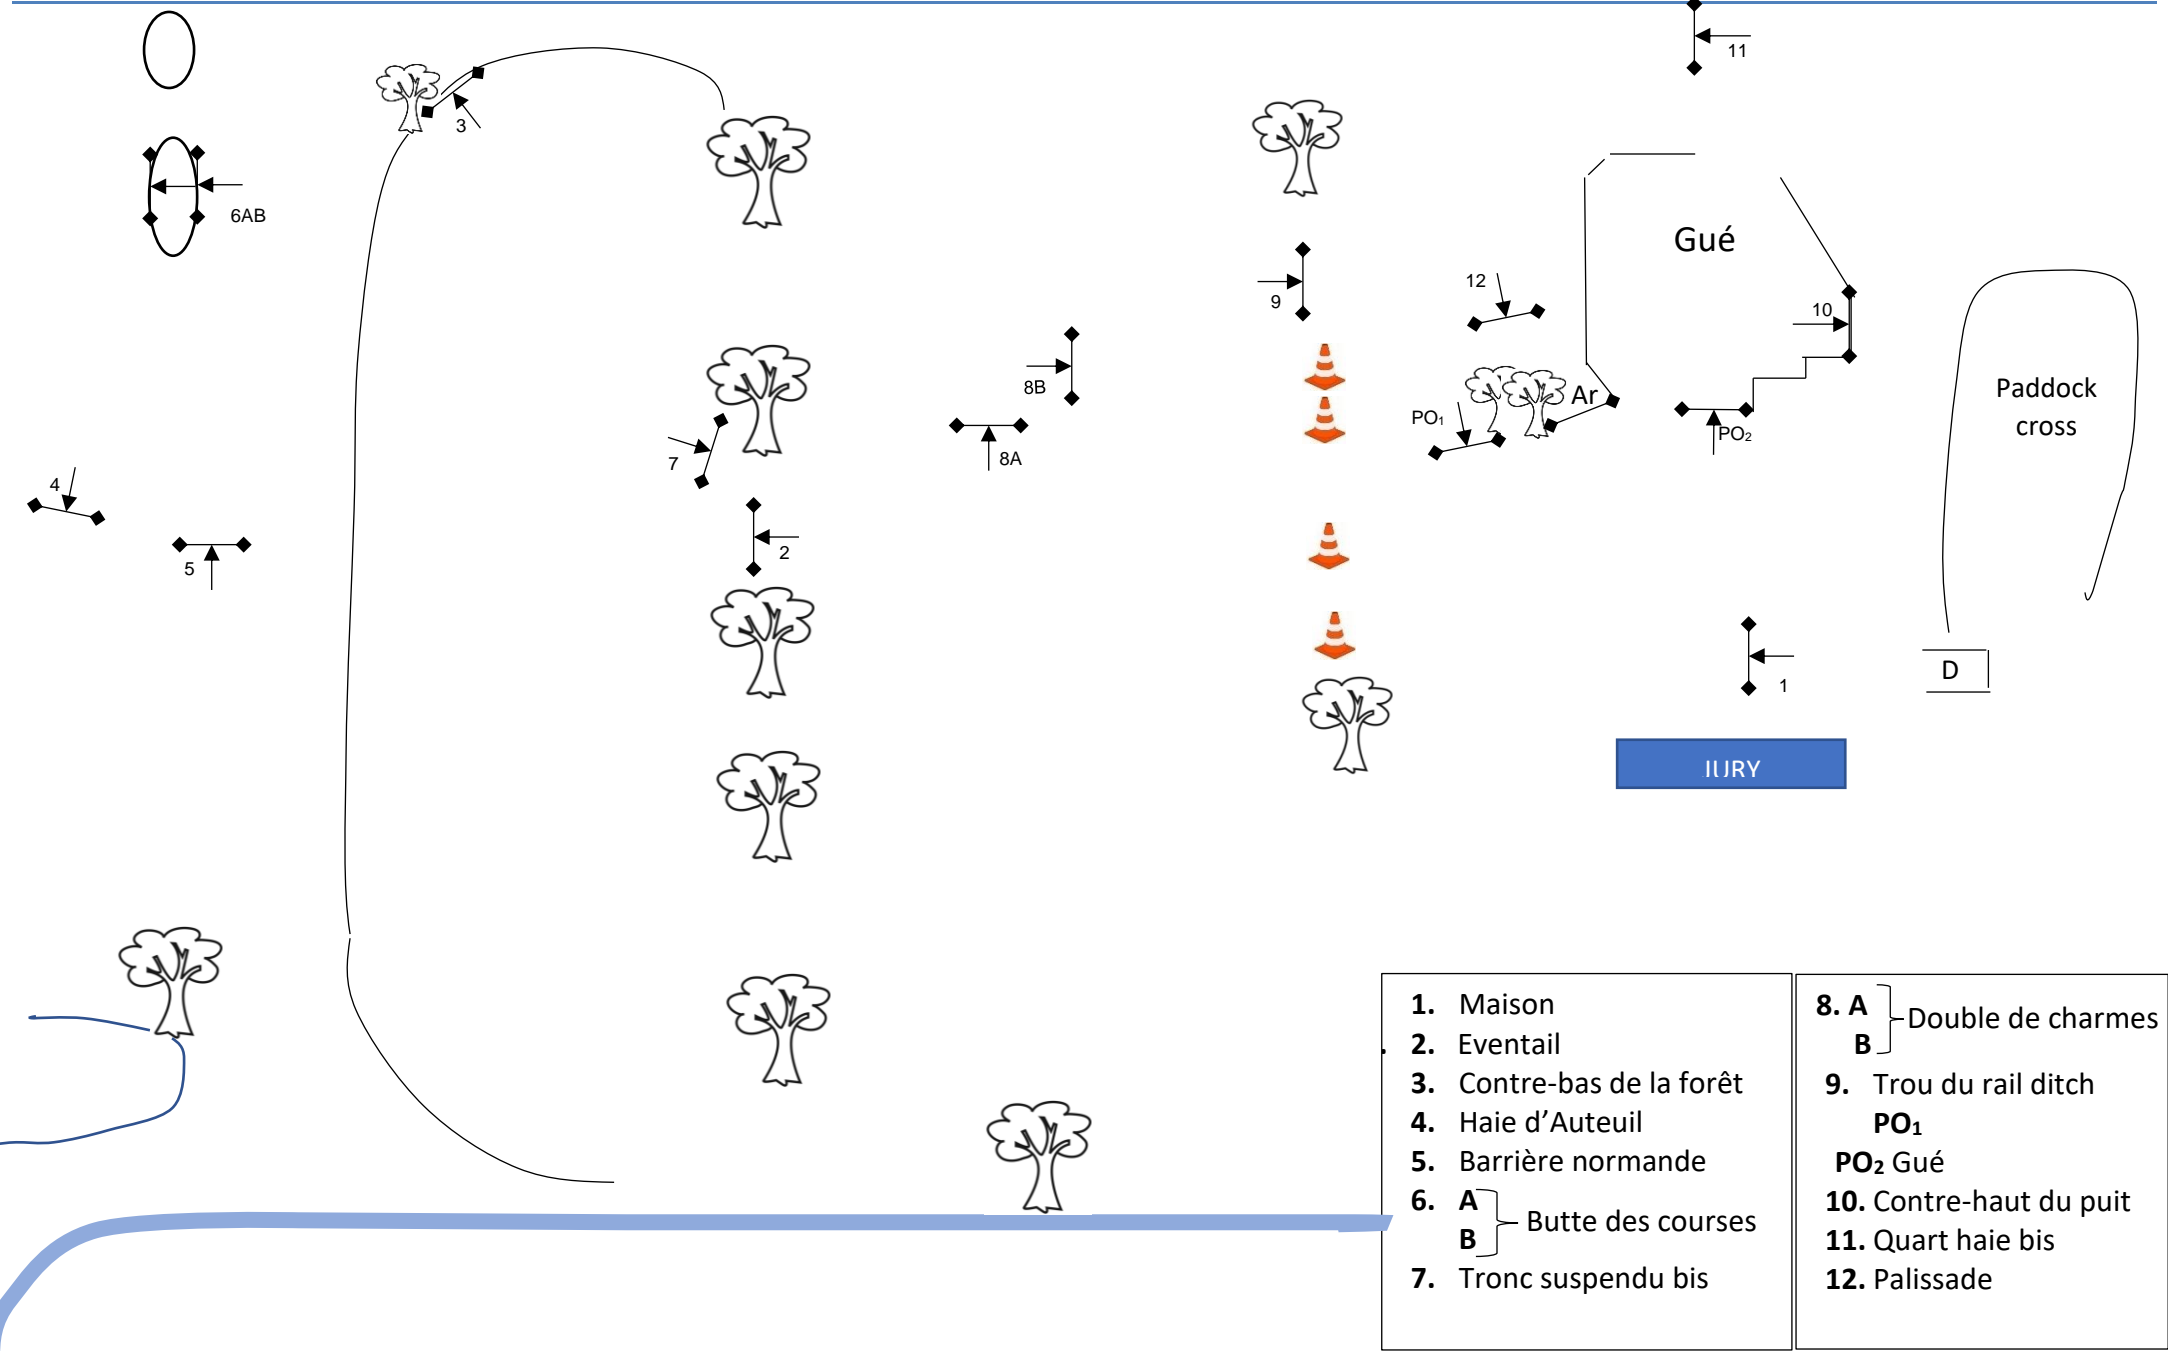 11
3
6AB
Gué
12
9
10
8B
Paddock
cross
Ar
PO₁
PO₂
8A
7
4
2
5
D
1
JURY
1. Maison
. 2. Eventail
3. Contre-bas de la forêt
4. Haie d’Auteuil
5. Barrière normande
6. A
B
Butte des courses
7. Tronc suspendu bis
8. A
B
Double de charmes
9. Trou du rail ditch
PO₁
PO₂ Gué
10. Contre-haut du puit
11. Quart haie bis
12. Palissade